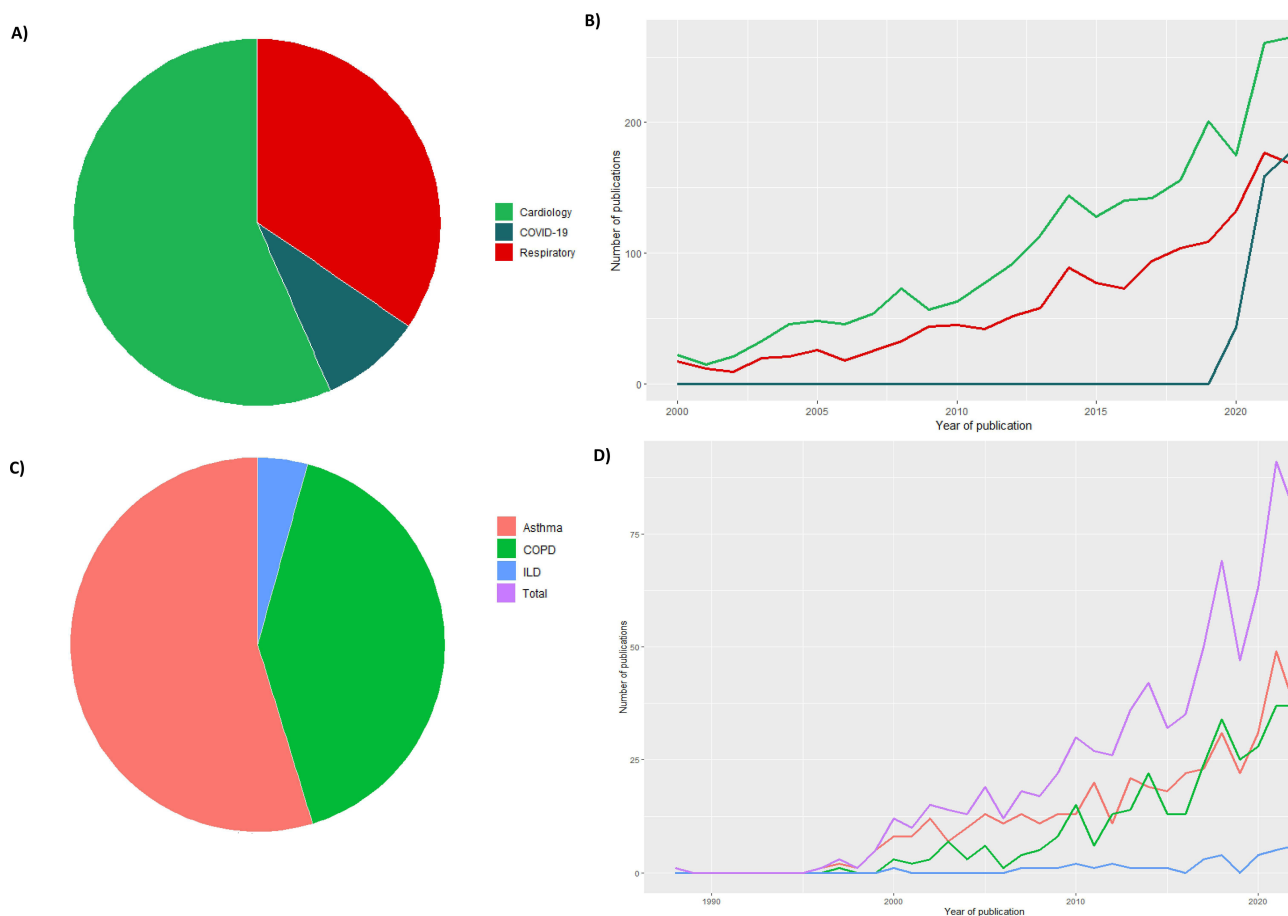 A)
Cardiology
COVID-19
Respiratory
B)
Number of publications
200
100
0
2000
2005
2010
2015
2020
Year of publication
C)
Asthma
COPD
ILD
Total
D)
Number of publications
75
50
25
0
1990
2000
2010
2020
Year of publication